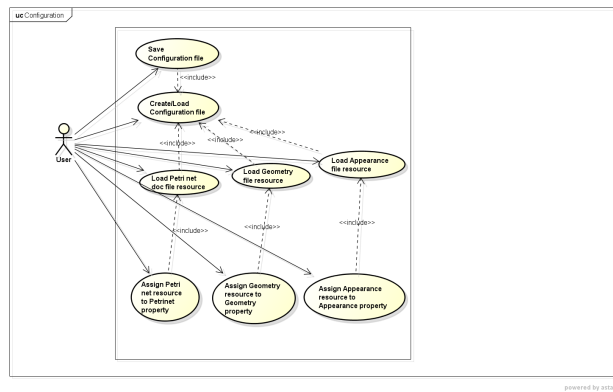 uc Configuration
Save
Configuration file
<<include>>
Create/Load
Configuration file
<<include>>
<<include>>
<<include>>
User
Load Petri net
doc file resource
Load Geometry
file resource
Load Appearance
file resource
<<include>>
<<include>>
<<include>>
Assign Petri
net resource
to Petrinet
property
Assign Geometry
resource to
Geometry
property
Assign Appearance
resource to
Appearance property
powered by